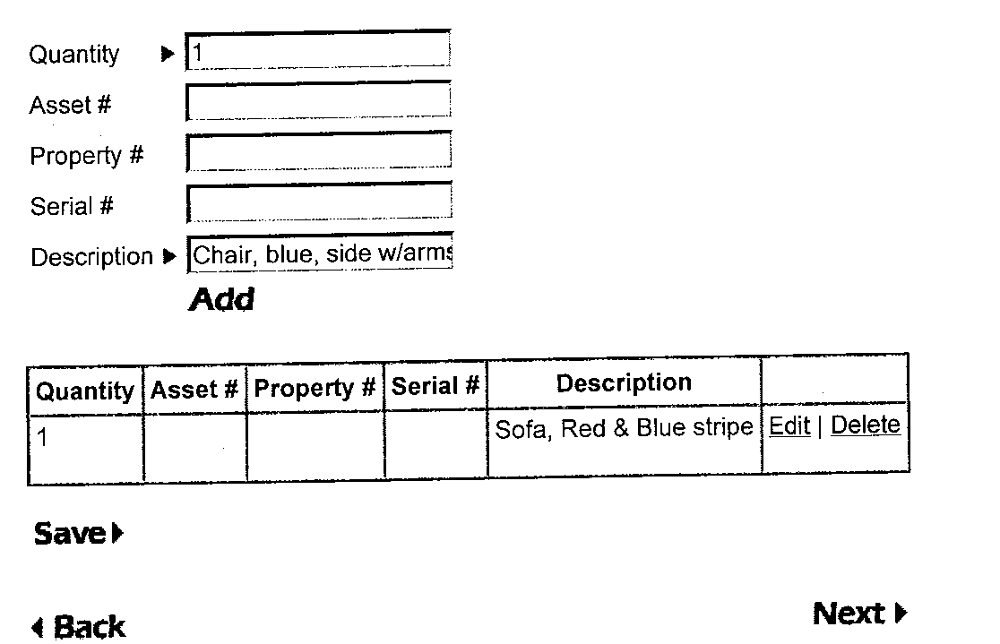 Quantity ▶ 1
Asset #
Property #
Serial #
Description ▶ Chair, blue, side w/arms
Add
Quantity Asset # Property # Serial # Description
1 Sofa, Red & Blue stripe Edit | Delete
Save ▶
◀ Back Next ▶